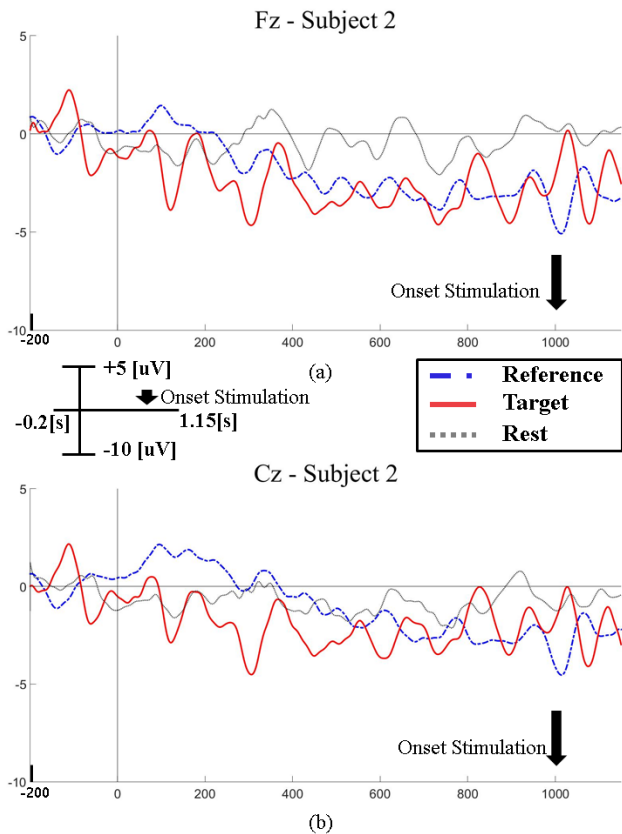 Fz - Subject 2
5
0
-5
-10
-200 0 200 400 600 800 1000
Onset Stimulation
(a)
+5 [uV]
Onset Stimulation
-0.2[s]
1.15[s]
-10 [uV]
Reference
Target
Rest
Cz - Subject 2
5
0
-5
-10
-200 0 200 400 600 800 1000
Onset Stimulation
(b)